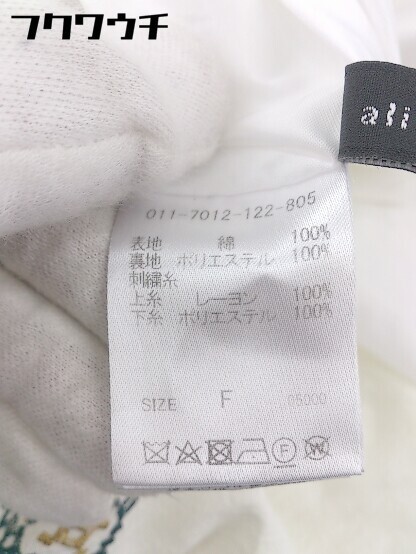 フクワウチ
ali
011-7012-122-805
表地 綿 100%
裏地 ポリエステル 100%
刺繍糸
上糸 レーヨン 100%
下糸 ポリエステル 100%
SIZE F 05000